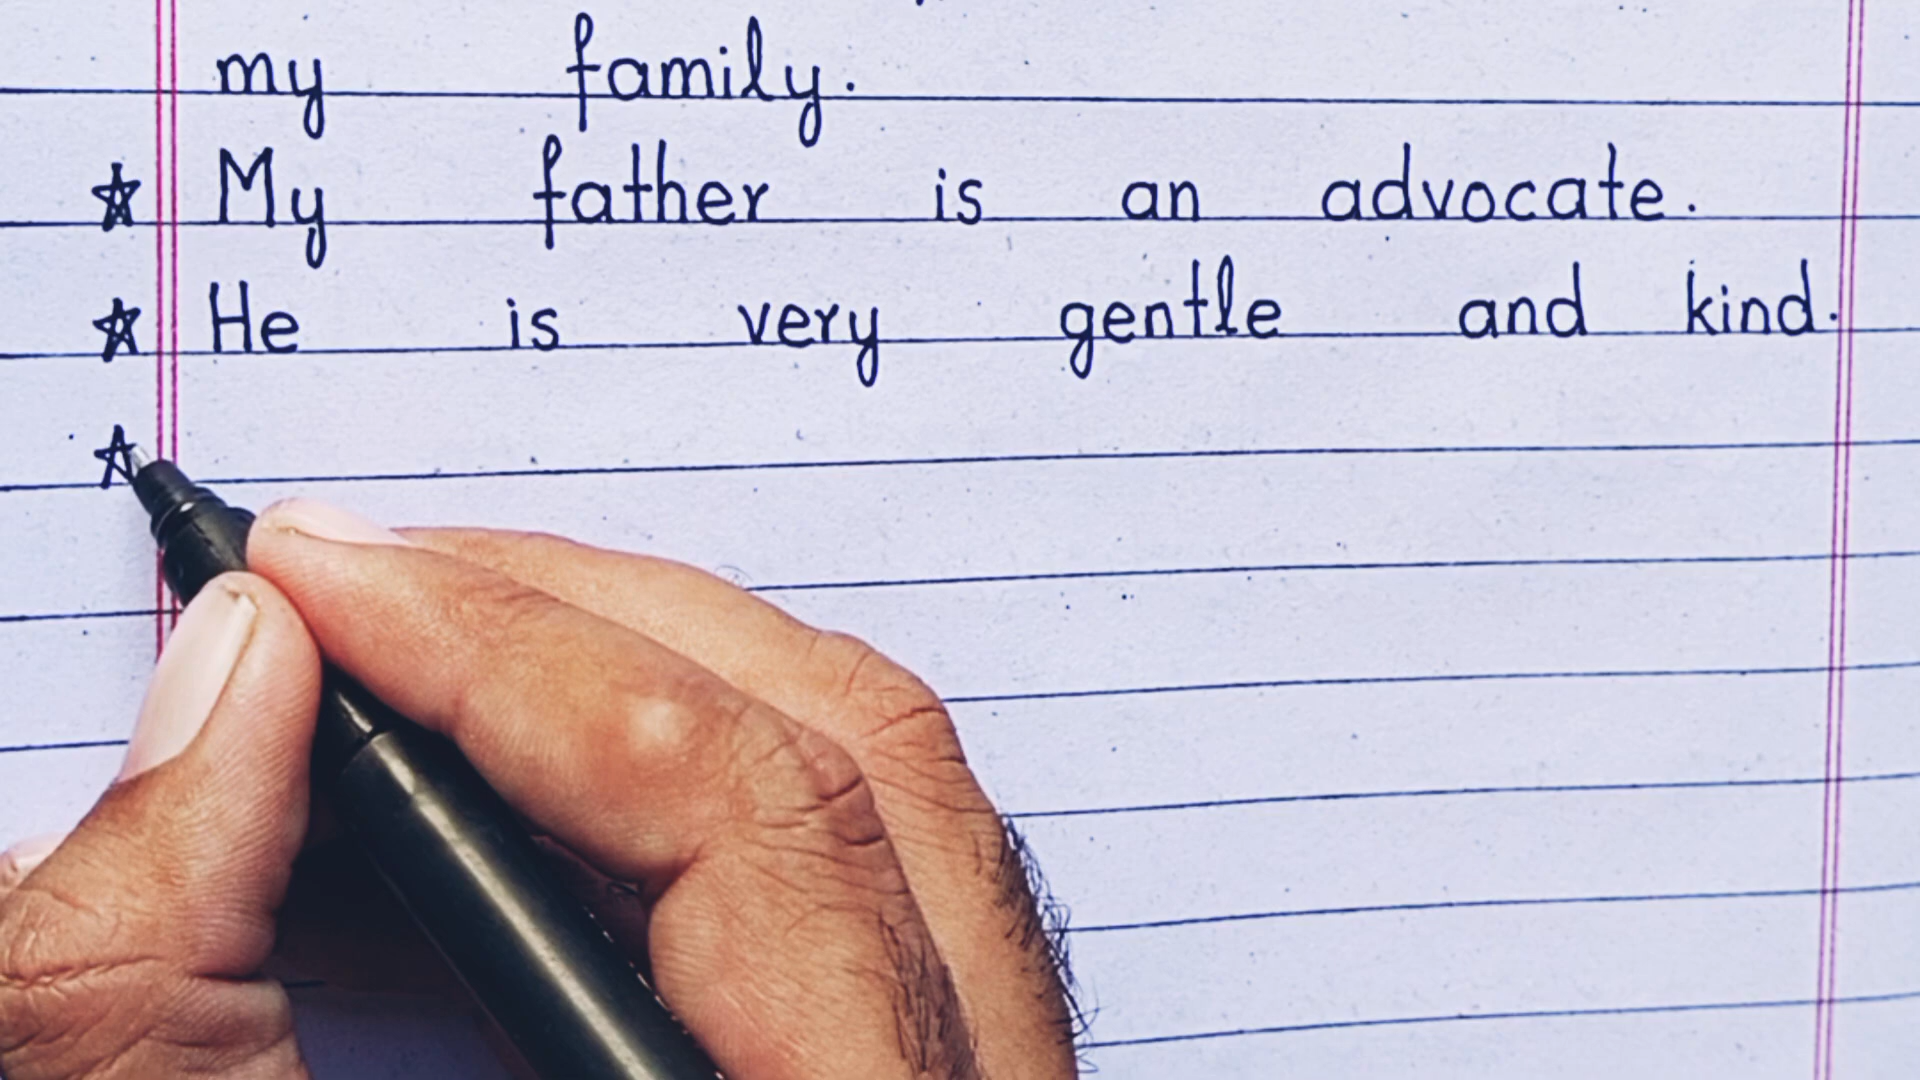 my family.
☆ My father is an advocate.
☆ He is very gentle and kind.
☆